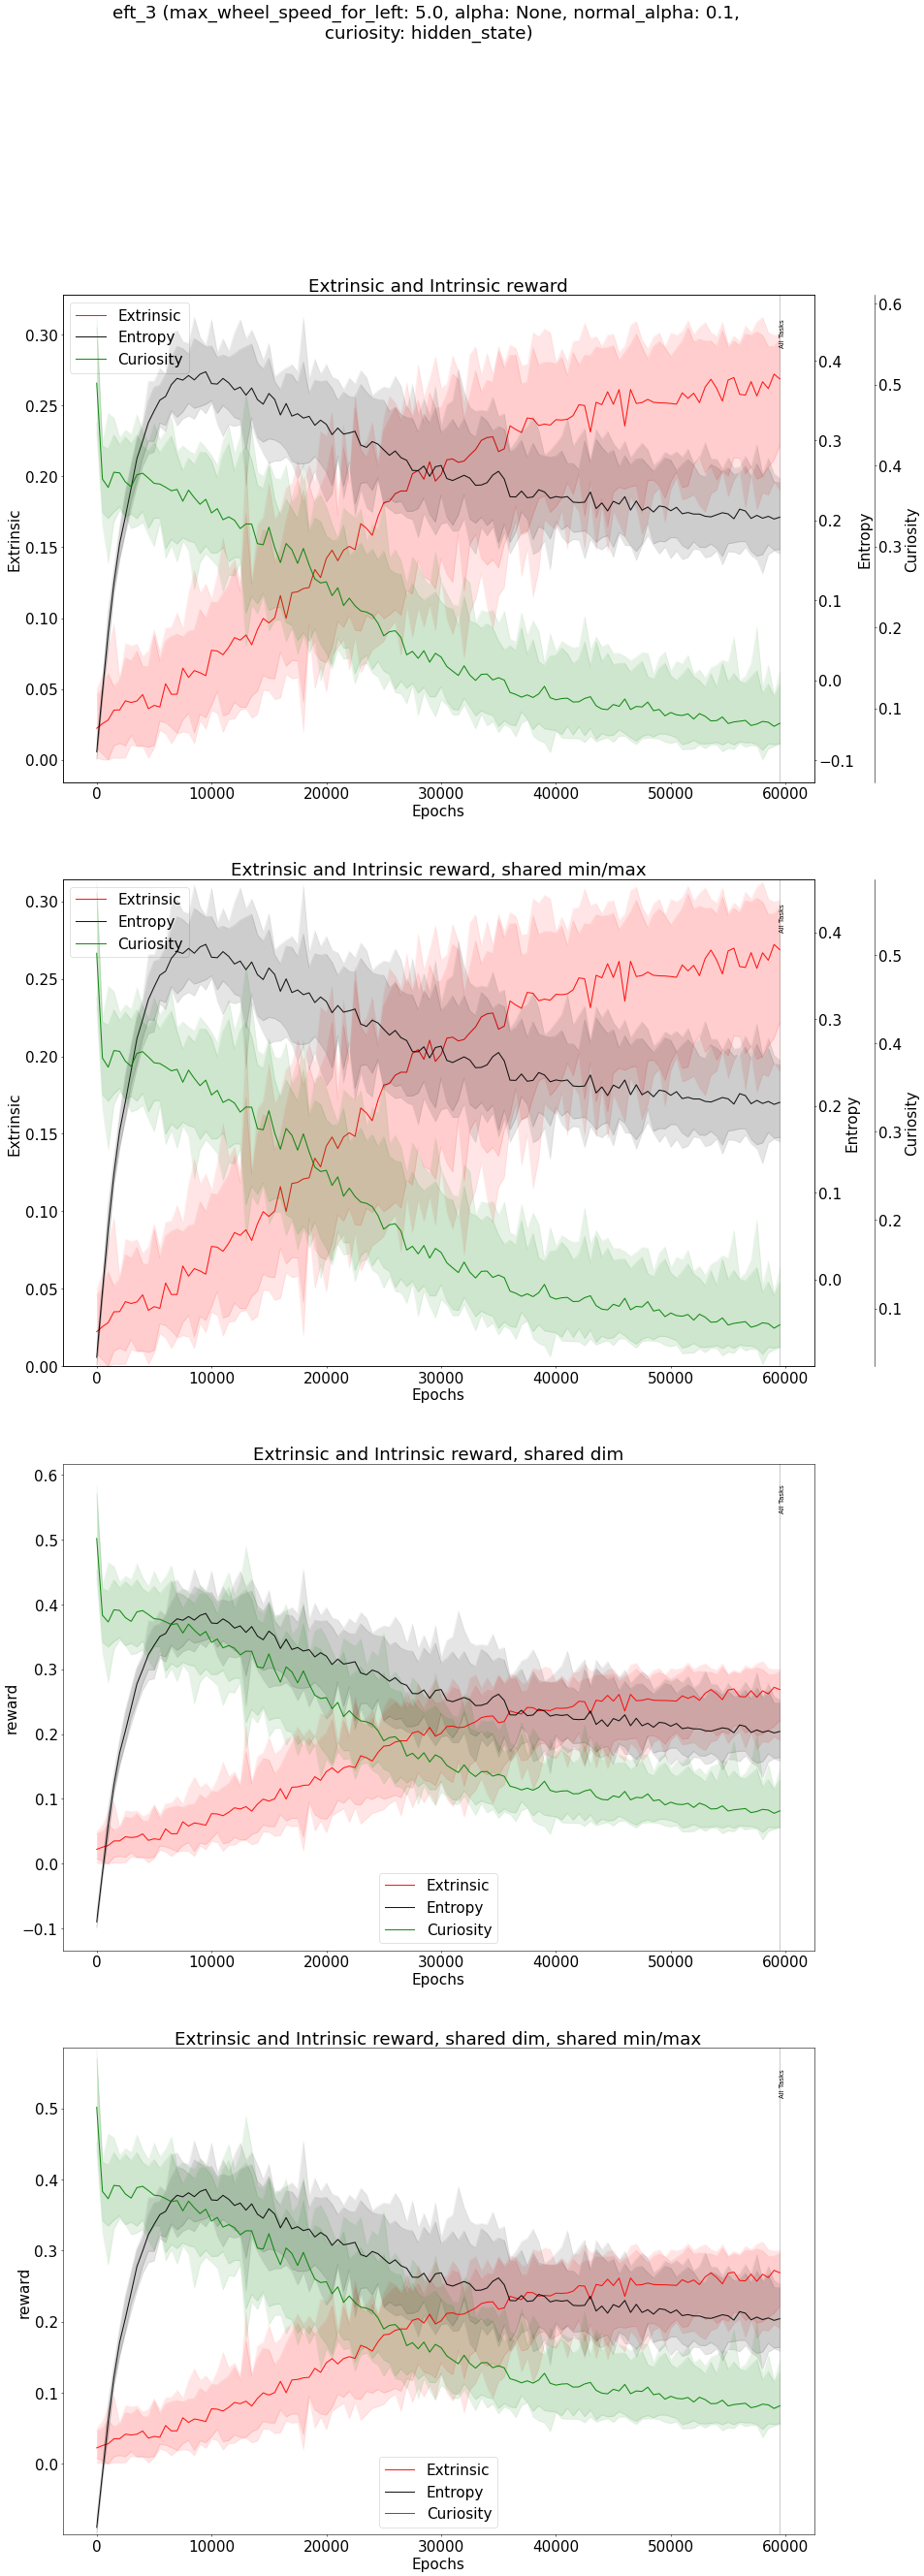 eft_3 (max_wheel_speed_for_left: 5.0, alpha: None, normal_alpha: 0.1,
curiosity: hidden_state)
Extrinsic and Intrinsic reward
Extrinsic
Entropy
Curiosity
All Tasks
0.30
0.25
0.20
0.15
0.10
0.05
0.00
Extrinsic
0.4
0.3
0.2
0.1
0.0
−0.1
Entropy
0.6
0.5
0.4
0.3
0.2
0.1
Curiosity
0 10000 20000 30000 40000 50000 60000
Epochs
Extrinsic and Intrinsic reward, shared min/max
Extrinsic
Entropy
Curiosity
All Tasks
0.30
0.25
0.20
0.15
0.10
0.05
0.00
Extrinsic
0.4
0.3
0.2
0.1
0.0
Entropy
0.5
0.4
0.3
0.2
0.1
Curiosity
0 10000 20000 30000 40000 50000 60000
Epochs
Extrinsic and Intrinsic reward, shared dim
All Tasks
0.6
0.5
0.4
0.3
0.2
0.1
0.0
−0.1
reward
Extrinsic
Entropy
Curiosity
0 10000 20000 30000 40000 50000 60000
Epochs
Extrinsic and Intrinsic reward, shared dim, shared min/max
All Tasks
0.5
0.4
0.3
0.2
0.1
0.0
reward
Extrinsic
Entropy
Curiosity
0 10000 20000 30000 40000 50000 60000
Epochs